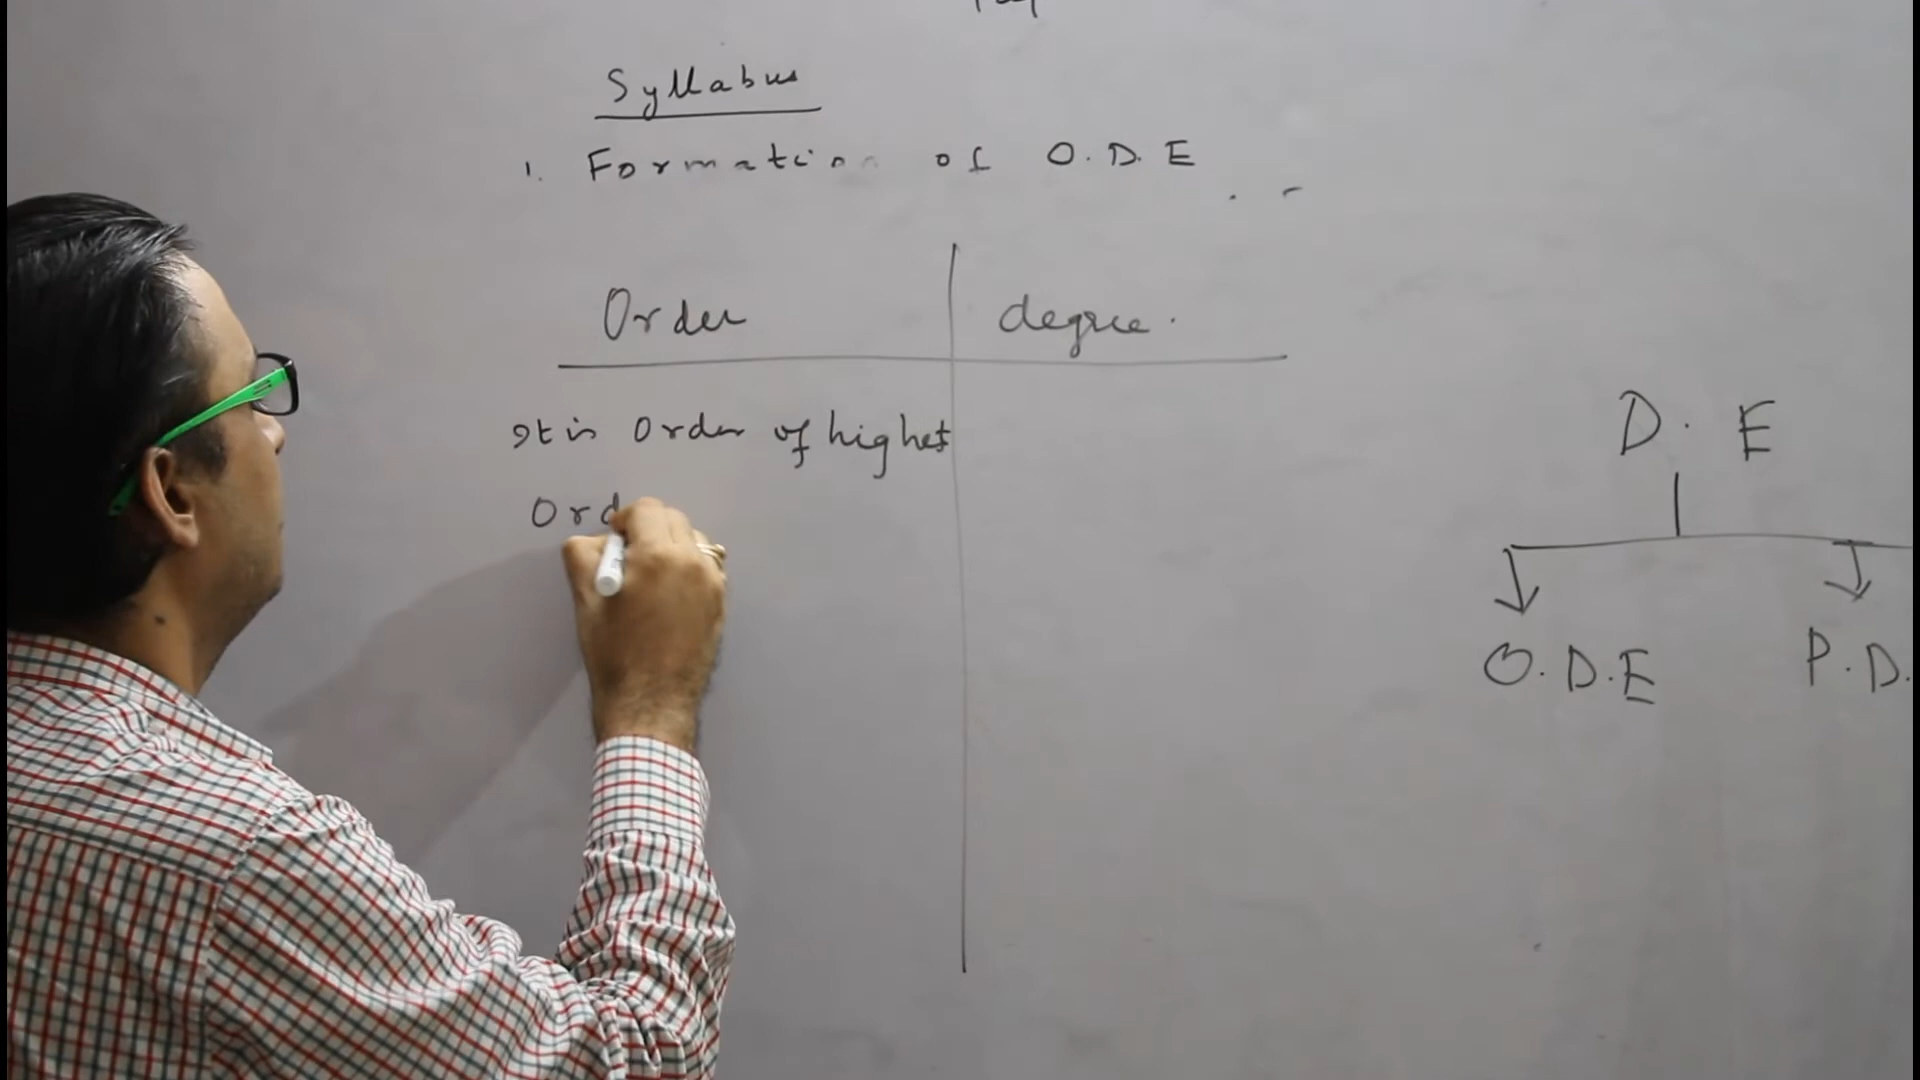 Syllabus
1. Formation of O.D.E
Order
degree.
It is Order of highest
Ord
D. E
O.D.E
P.D.